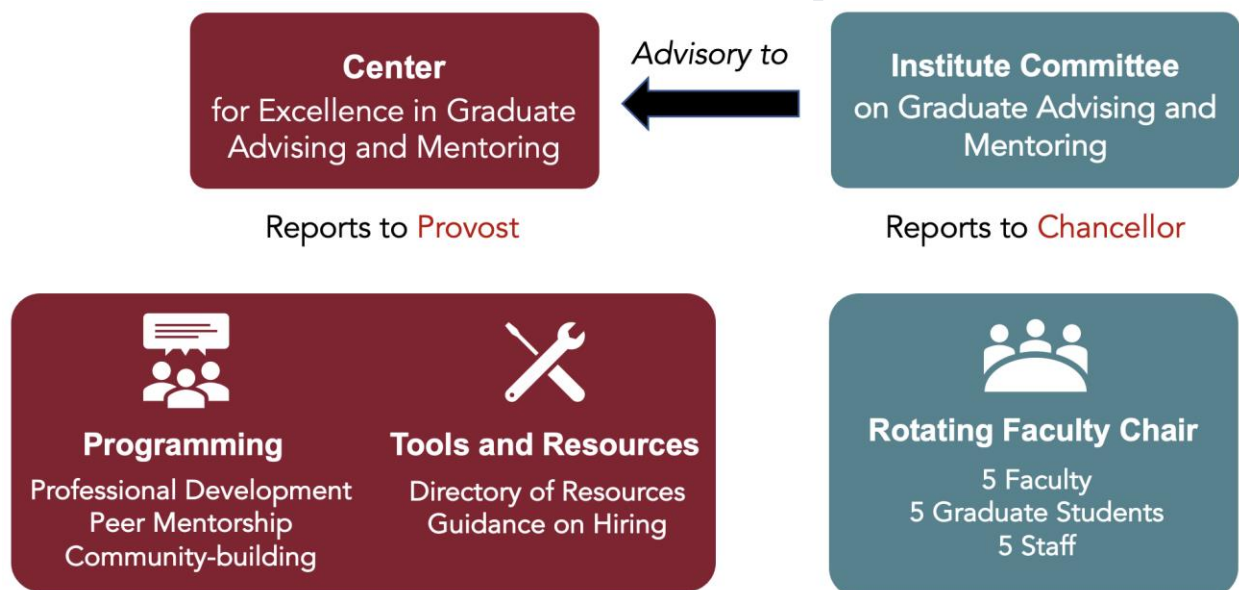 Center
for Excellence in Graduate
Advising and Mentoring
Advisory to
Institute Committee
on Graduate Advising and
Mentoring
Reports to Provost
Reports to Chancellor
Programming
Professional Development
Peer Mentorship
Community-building
Tools and Resources
Directory of Resources
Guidance on Hiring
Rotating Faculty Chair
5 Faculty
5 Graduate Students
5 Staff